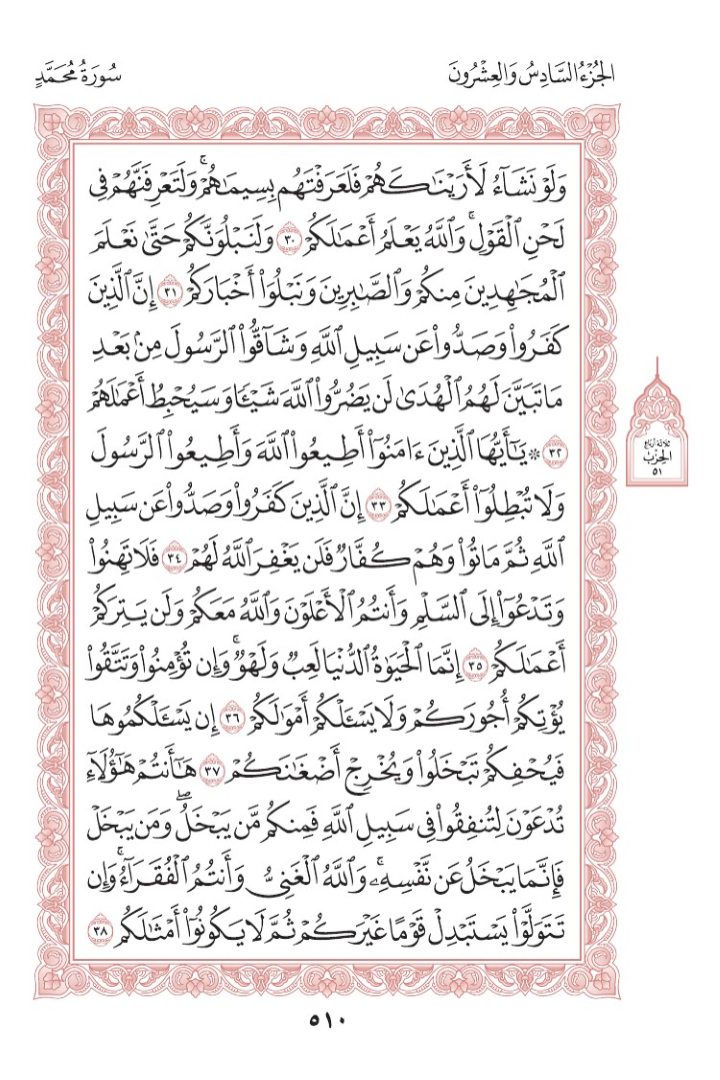 الجُزْءُ السَّادِسُ وَالعِشْرُونَ
سُورَةُ مُحَمَّدٍ
وَلَوْ نَشَآءُ لَأَرَيْنَٰكَهُمْ فَلَعَرَفْتَهُم بِسِيمَٰهُمْۚ وَلَتَعْرِفَنَّهُمْ فِى
لَحْنِ ٱلْقَوْلِۚ وَٱللَّهُ يَعْلَمُ أَعْمَٰلَكُمْ ٣٠ وَلَنَبْلُوَنَّكُمْ حَتَّىٰ نَعْلَمَ
ٱلْمُجَٰهِدِينَ مِنكُمْ وَٱلصَّٰبِرِينَ وَنَبْلُوَا۟ أَخْبَارَكُمْ ٣١ إِنَّ ٱلَّذِينَ
كَفَرُوا۟ وَصَدُّوا۟ عَن سَبِيلِ ٱللَّهِ وَشَآقُّوا۟ ٱلرَّسُولَ مِنۢ بَعْدِ
مَا تَبَيَّنَ لَهُمُ ٱلْهُدَىٰ لَن يَضُرُّوا۟ ٱللَّهَ شَيْـًٔا وَسَيُحْبِطُ أَعْمَٰلَهُمْ
٣٢ ۞ يَٰٓأَيُّهَا ٱلَّذِينَ ءَامَنُوٓا۟ أَطِيعُوا۟ ٱللَّهَ وَأَطِيعُوا۟ ٱلرَّسُولَ
وَلَا تُبْطِلُوٓا۟ أَعْمَٰلَكُمْ ٣٣ إِنَّ ٱلَّذِينَ كَفَرُوا۟ وَصَدُّوا۟ عَن سَبِيلِ
ٱللَّهِ ثُمَّ مَاتُوا۟ وَهُمْ كُفَّارٌ فَلَن يَغْفِرَ ٱللَّهُ لَهُمْ ٣٤ فَلَا تَهِنُوا۟
وَتَدْعُوٓا۟ إِلَى ٱلسَّلْمِ وَأَنتُمُ ٱلْأَعْلَوْنَ وَٱللَّهُ مَعَكُمْ وَلَن يَتِرَكُمْ
أَعْمَٰلَكُمْ ٣٥ إِنَّمَا ٱلْحَيَوٰةُ ٱلدُّنْيَا لَعِبٌ وَلَهْوٌۚ وَإِن تُؤْمِنُوا۟ وَتَتَّقُوا۟
يُؤْتِكُمْ أُجُورَكُمْ وَلَا يَسْـَٔلْكُمْ أَمْوَٰلَكُمْ ٣٦ إِن يَسْـَٔلْكُمُوهَا
فَيُحْفِكُمْ تَبْخَلُوا۟ وَيُخْرِجْ أَضْغَٰنَكُمْ ٣٧ هَٰٓأَنتُمْ هَٰٓؤُلَآءِ
تُدْعَوْنَ لِتُنفِقُوا۟ فِى سَبِيلِ ٱللَّهِ فَمِنكُم مَّن يَبْخَلُۖ وَمَن يَبْخَلْ
فَإِنَّمَا يَبْخَلُ عَن نَّفْسِهِۦۚ وَٱللَّهُ ٱلْغَنِىُّ وَأَنتُمُ ٱلْفُقَرَآءُۚ وَإِن
تَتَوَلَّوْا۟ يَسْتَبْدِلْ قَوْمًا غَيْرَكُمْ ثُمَّ لَا يَكُونُوٓا۟ أَمْثَٰلَكُم ٣٨
ثلاثة أرباع
الحِزْب
٥١
٥١٠